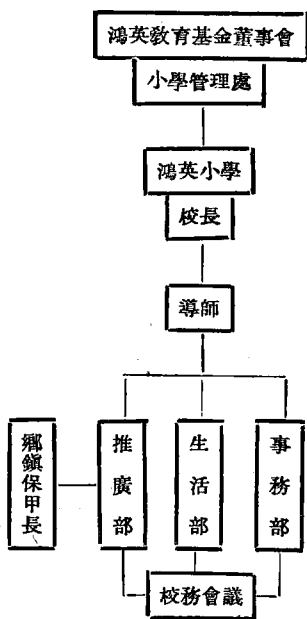 鴻英敎育基金董事會
小學管理處
鴻英小學
校長
導師
鄉鎮保甲長
推廣部
生活部
事務部
校務會議